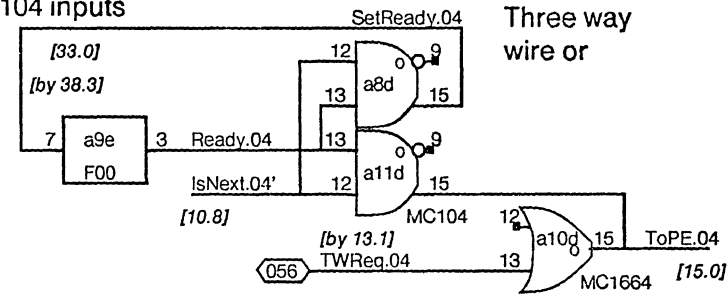 104 inputs
SetReady.04
Three way
wire or
[33.0]
12
o
9
[by 38.3]
a8d
13
15
7
a9e
3
Ready.04
13
o
9
F00
a11d
IsNext.04'
12
15
[10.8]
MC104
12
[by 13.1]
a10d
o
15
ToPE.04
056
TWReq.04
13
[15.0]
MC1664